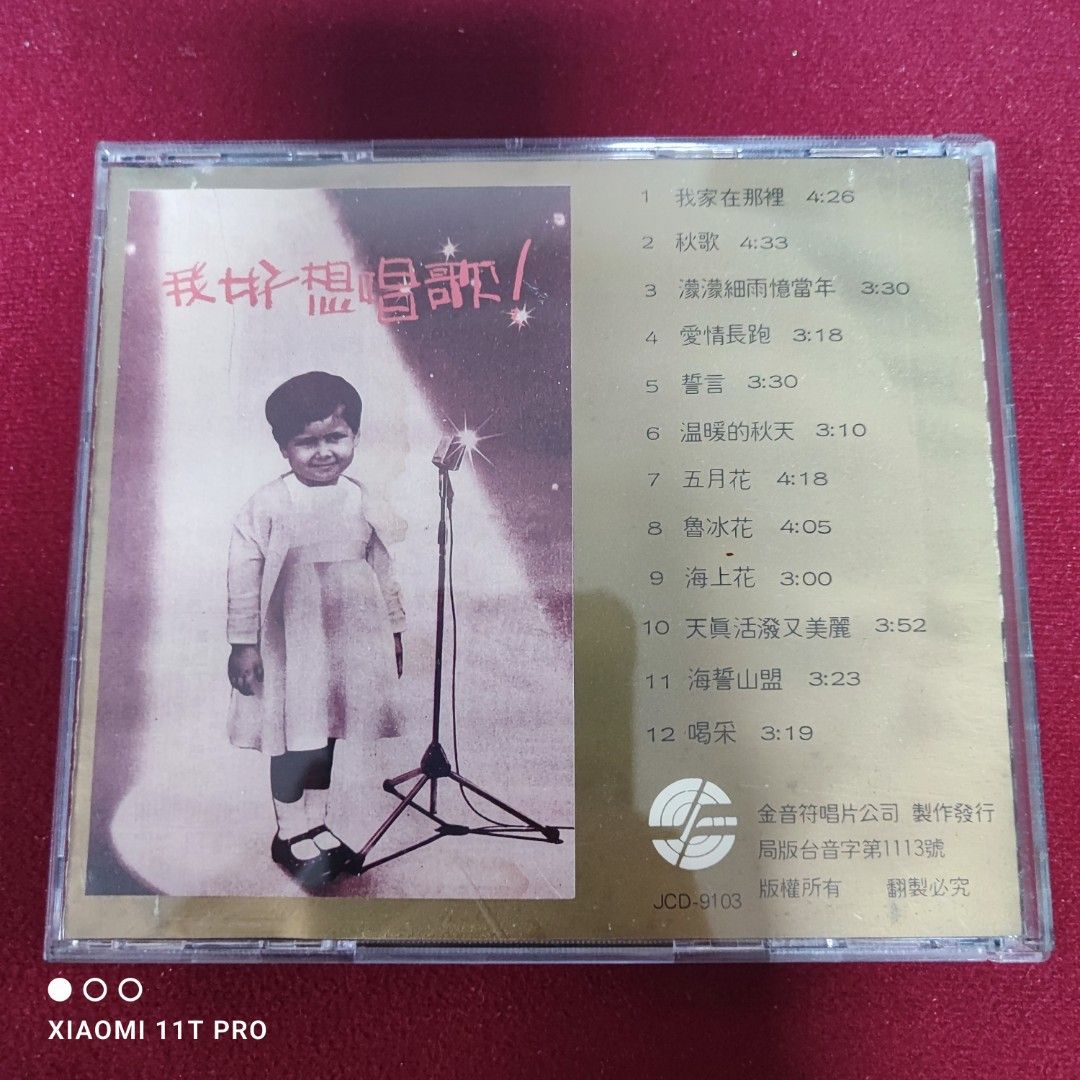 我好想唱歌！
1 我家在那裡 4:26
2 秋歌 4:33
3 濛濛細雨憶當年 3:30
4 愛情長跑 3:18
5 誓言 3:30
6 温暖的秋天 3:10
7 五月花 4:18
8 魯冰花 4:05
9 海上花 3:00
10 天眞活潑又美麗 3:52
11 海誓山盟 3:23
12 喝采 3:19
金音符唱片公司 製作發行
局版台音字第1113號
JCD-9103 版權所有 翻製必究
XIAOMI 11T PRO